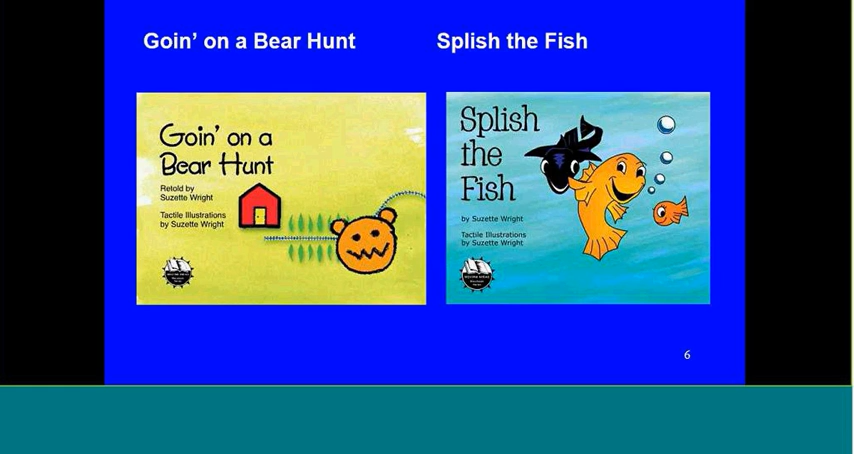 Goin' on a Bear Hunt
Splish the Fish
Goin' on a
Bear Hunt
Retold by
Suzette Wright
Tactile Illustrations
by Suzette Wright
Splish
the
Fish
by Suzette Wright
Tactile Illustrations
by Suzette Wright
6